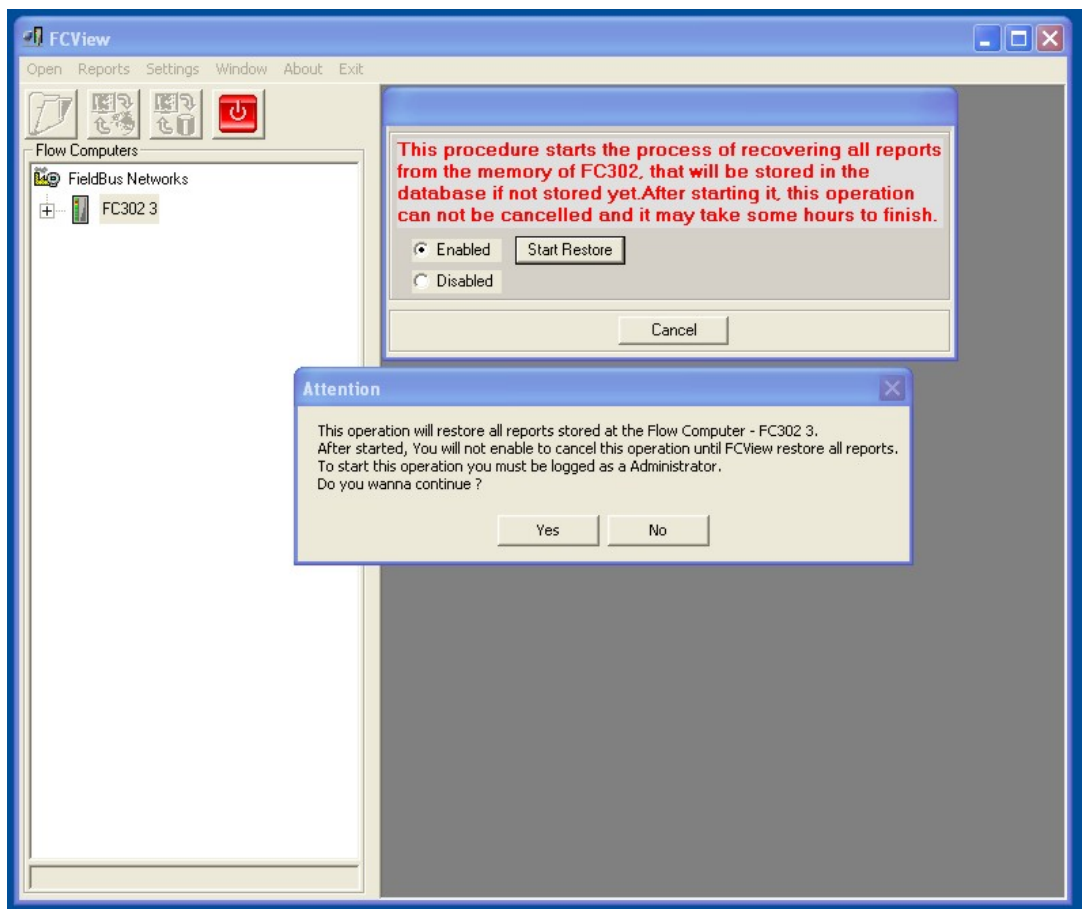 FCView
Open Reports Settings Window About Exit
Flow Computers
FieldBus Networks
FC302 3
This procedure starts the process of recovering all reports
from the memory of FC302, that will be stored in the
database if not stored yet.After starting it, this operation
can not be cancelled and it may take some hours to finish.
Enabled
Start Restore
Disabled
Cancel
Attention
This operation will restore all reports stored at the Flow Computer - FC302 3.
After started, You will not enable to cancel this operation until FCView restore all reports.
To start this operation you must be logged as a Administrator.
Do you wanna continue ?
Yes No